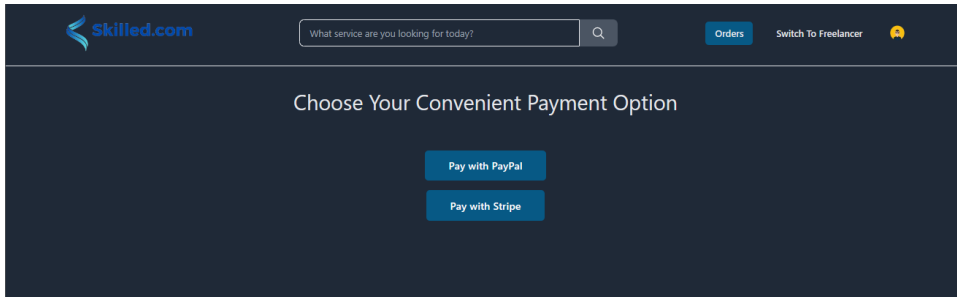 Skilled.com
What service are you looking for today?
Orders
Switch To Freelancer
Choose Your Convenient Payment Option
Pay with PayPal
Pay with Stripe